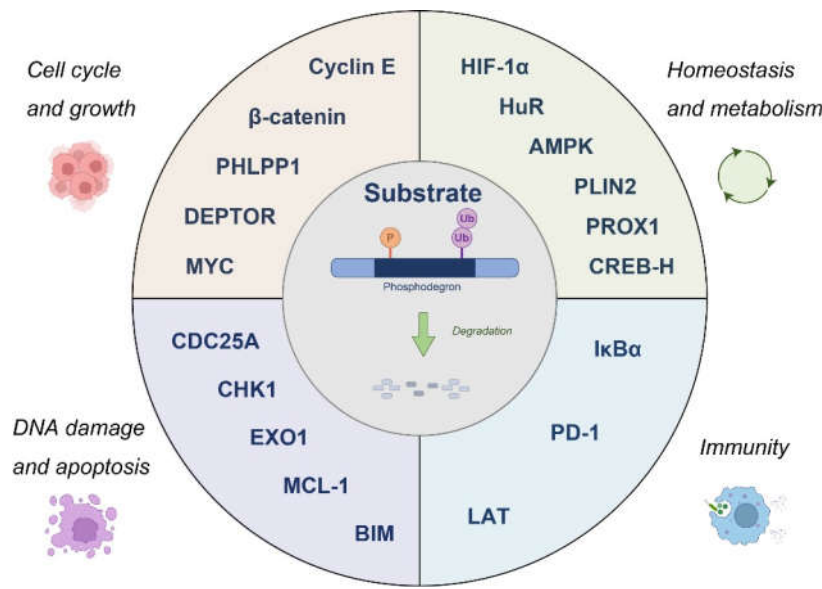 Cell cycle
and growth
Cyclin E
β-catenin
PHLPP1
DEPTOR
MYC
HIF-1α
HuR
AMPK
PLIN2
PROX1
CREB-H
Homeostasis
and metabolism
Substrate
P
Ub
Ub
Phosphodegron
Degradation
CDC25A
CHK1
EXO1
MCL-1
BIM
DNA damage
and apoptosis
IκBα
PD-1
LAT
Immunity